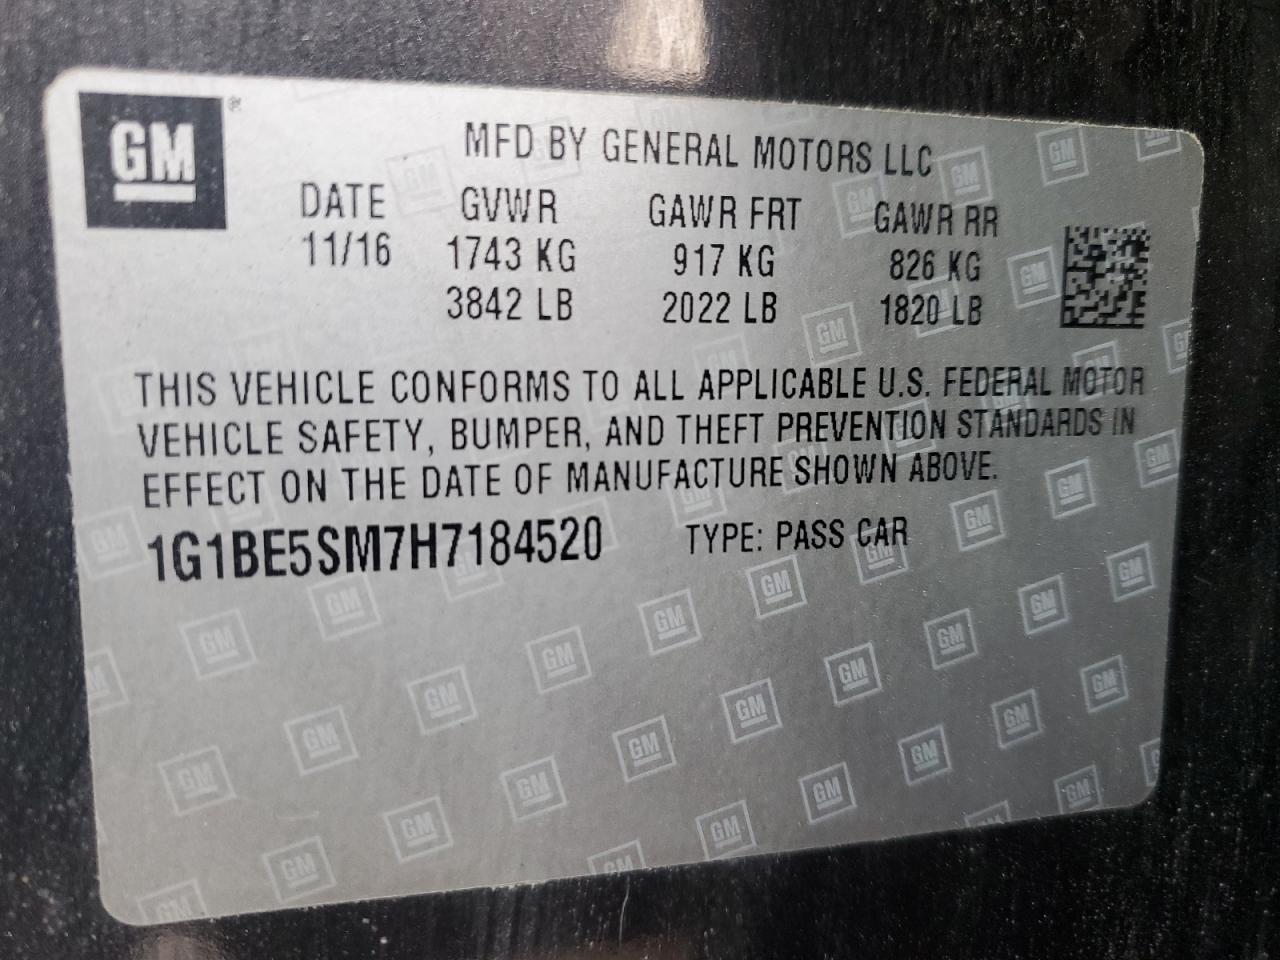 GM®
MFD BY GENERAL MOTORS LLC
DATE GVWR GAWR FRT GAWR RR
11/16 1743 KG 917 KG 826 KG
3842 LB 2022 LB 1820 LB
THIS VEHICLE CONFORMS TO ALL APPLICABLE U.S. FEDERAL MOTOR
VEHICLE SAFETY, BUMPER, AND THEFT PREVENTION STANDARDS IN
EFFECT ON THE DATE OF MANUFACTURE SHOWN ABOVE.
1G1BE5SM7H7184520 TYPE: PASS CAR